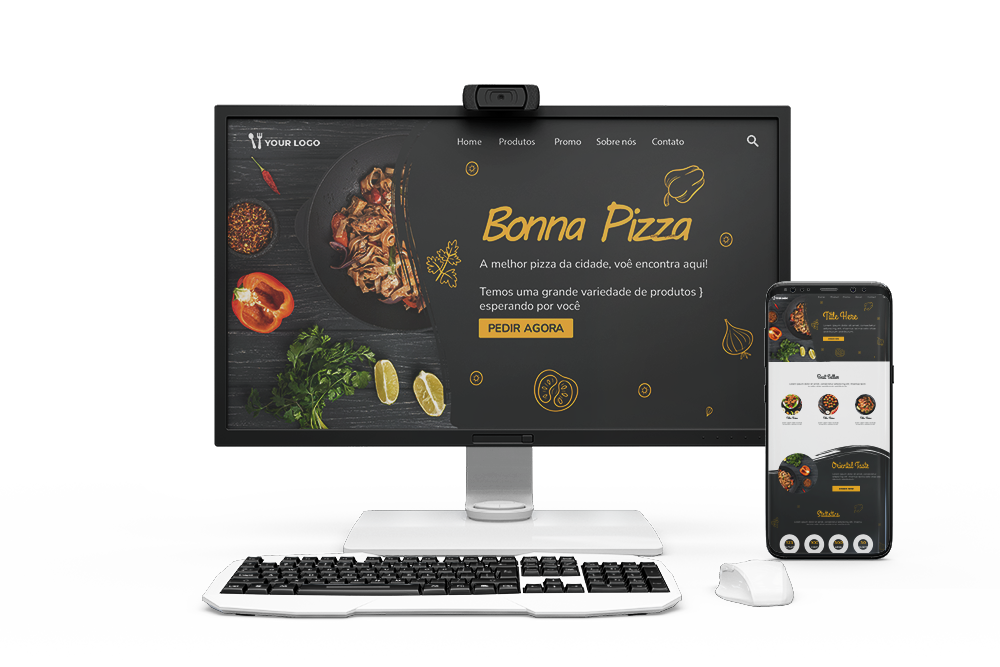 YOUR LOGO
Home Produtos Promo Sobre nós Contato
Bonna Pizza
A melhor pizza da cidade, voê encontra aqui!
Temos uma grande variedade de produtos }
esperando por você
PEDIR AGORA
Title Here
Best Seller
Oriental Taste
Statistics